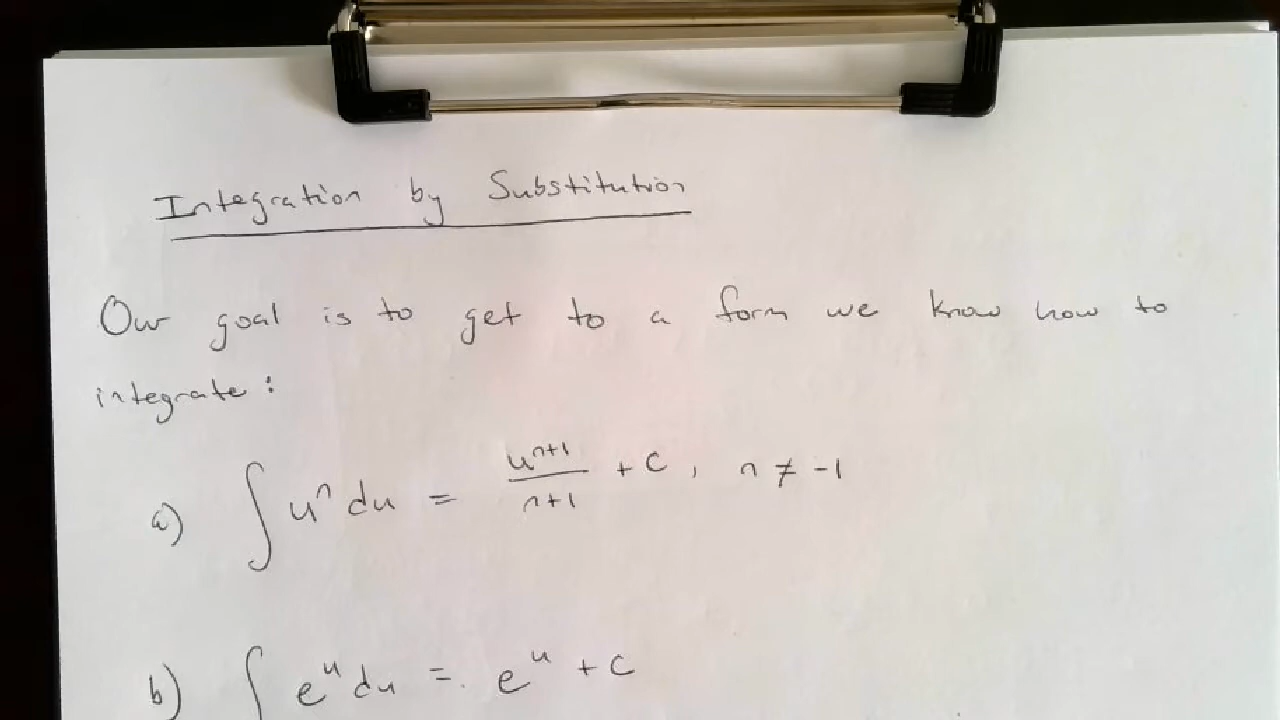 Integration by Substitution
Our goal is to get to a form we know how to
integrate:
a) ∫ uⁿ du = uⁿ⁺¹/n+1 + C, n ≠ -1
b) ∫ eᵘ du = eᵘ + C